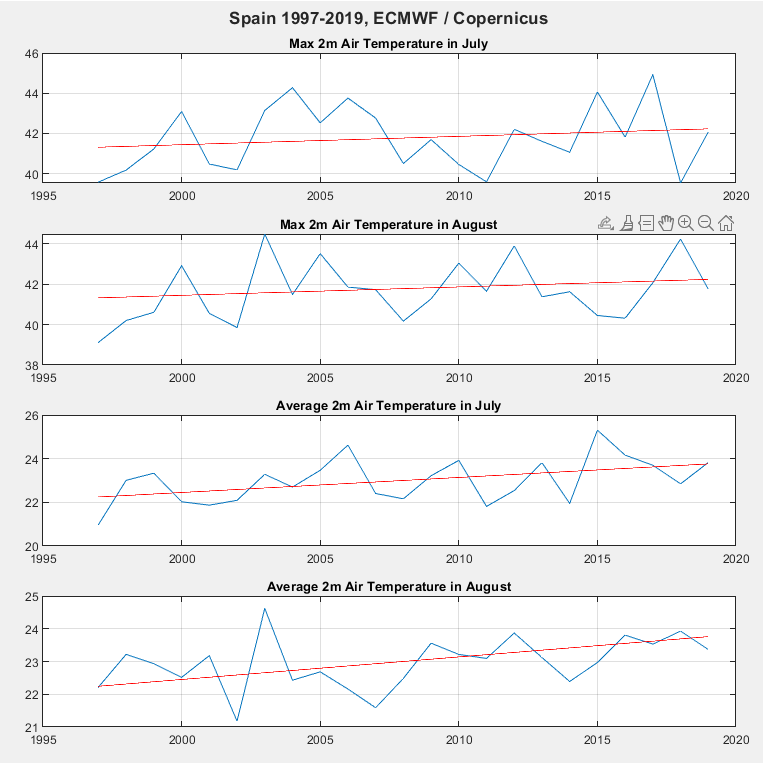 Spain 1997-2019, ECMWF / Copernicus
Max 2m Air Temperature in July
46
44
42
40
1995 2000 2005 2010 2015 2020
Max 2m Air Temperature in August
44
42
40
38
1995 2000 2005 2010 2015 2020
Average 2m Air Temperature in July
26
24
22
20
1995 2000 2005 2010 2015 2020
Average 2m Air Temperature in August
25
24
23
22
21
1995 2000 2005 2010 2015 2020